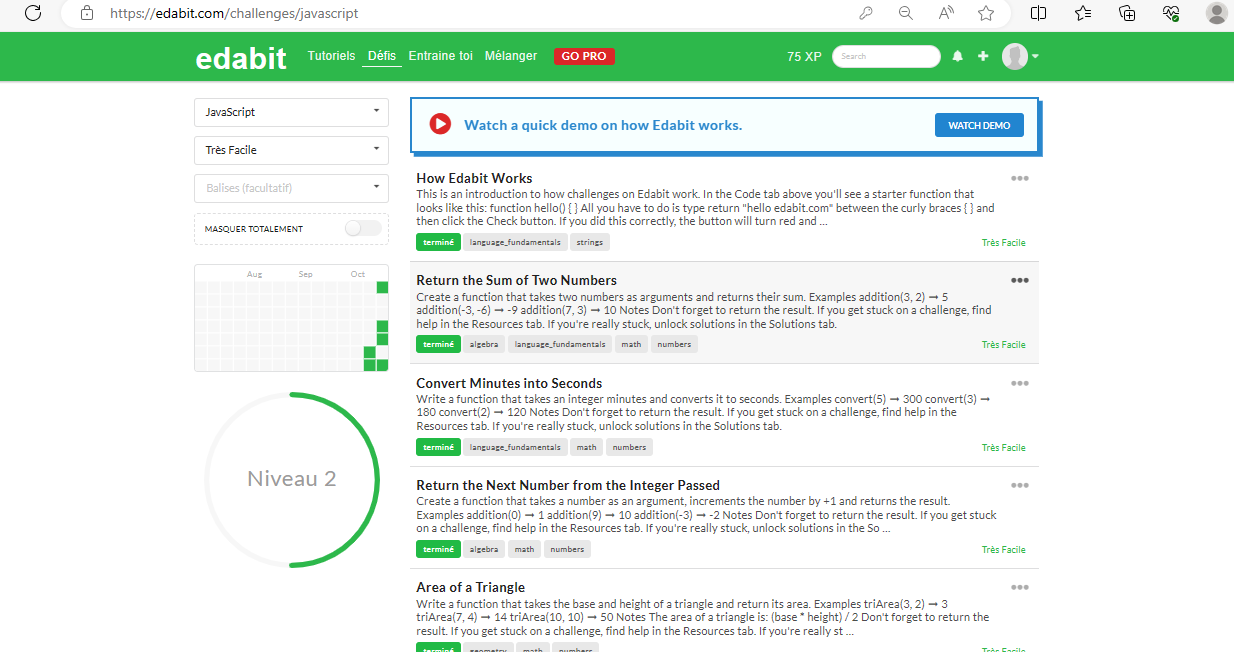 https://edabit.com/challenges/javascript
edabit Tutoriels Défis Entraine toi Mélanger GO PRO 75 XP Search
JavaScript
Très Facile
Balises (facultatif)
MASQUER TOTALEMENT
Aug Sep Oct
Niveau 2
Watch a quick demo on how Edabit works. WATCH DEMO
How Edabit Works
This is an introduction to how challenges on Edabit work. In the Code tab above you'll see a starter function that
looks like this: function hello() { } All you have to do is type return "hello edabit.com" between the curly braces { } and
then click the Check button. If you did this correctly, the button will turn red and ...
terminé language_fundamentals strings Très Facile
Return the Sum of Two Numbers
Create a function that takes two numbers as arguments and returns their sum. Examples addition(3, 2) ➞ 5
addition(-3, -6) ➞ -9 addition(7, 3) ➞ 10 Notes Don't forget to return the result. If you get stuck on a challenge, find
help in the Resources tab. If you're really stuck, unlock solutions in the Solutions tab.
terminé algebra language_fundamentals math numbers Très Facile
Convert Minutes into Seconds
Write a function that takes an integer minutes and converts it to seconds. Examples convert(5) ➞ 300 convert(3) ➞
180 convert(2) ➞ 120 Notes Don't forget to return the result. If you get stuck on a challenge, find help in the
Resources tab. If you're really stuck, unlock solutions in the Solutions tab.
terminé language_fundamentals math numbers Très Facile
Return the Next Number from the Integer Passed
Create a function that takes a number as an argument, increments the number by +1 and returns the result.
Examples addition(0) ➞ 1 addition(9) ➞ 10 addition(-3) ➞ -2 Notes Don't forget to return the result. If you get stuck
on a challenge, find help in the Resources tab. If you're really stuck, unlock solutions in the So ...
terminé algebra math numbers Très Facile
Area of a Triangle
Write a function that takes the base and height of a triangle and return its area. Examples triArea(3, 2) ➞ 3
triArea(7, 4) ➞ 14 triArea(10, 10) ➞ 50 Notes The area of a triangle is: (base * height) / 2 Don't forget to return the
result. If you get stuck on a challenge, find help in the Resources tab. If you're really st ...
terminé geometry math numbers Très Facile